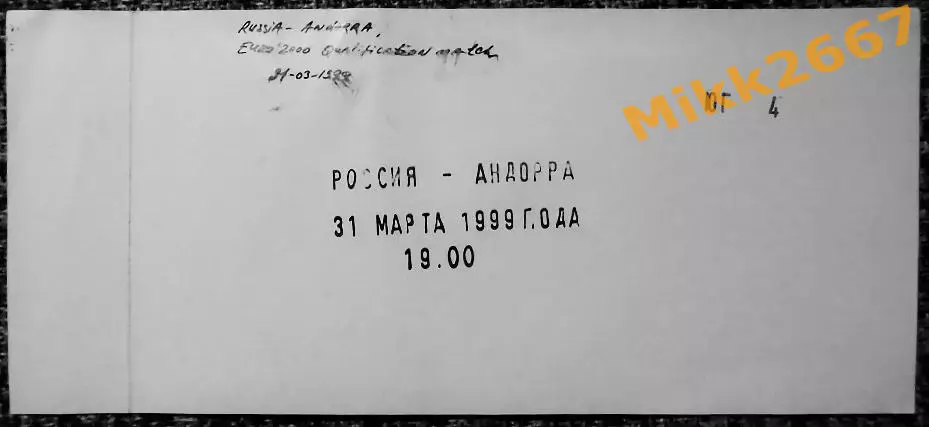 RUSSIA - ANDORRA,
EURO'2000 Qualification match
31-03-1999
Mikk2667
ЮГ 4
РОССИЯ - АНДОРРА
31 МАРТА 1999 Г.ОДА
19.00